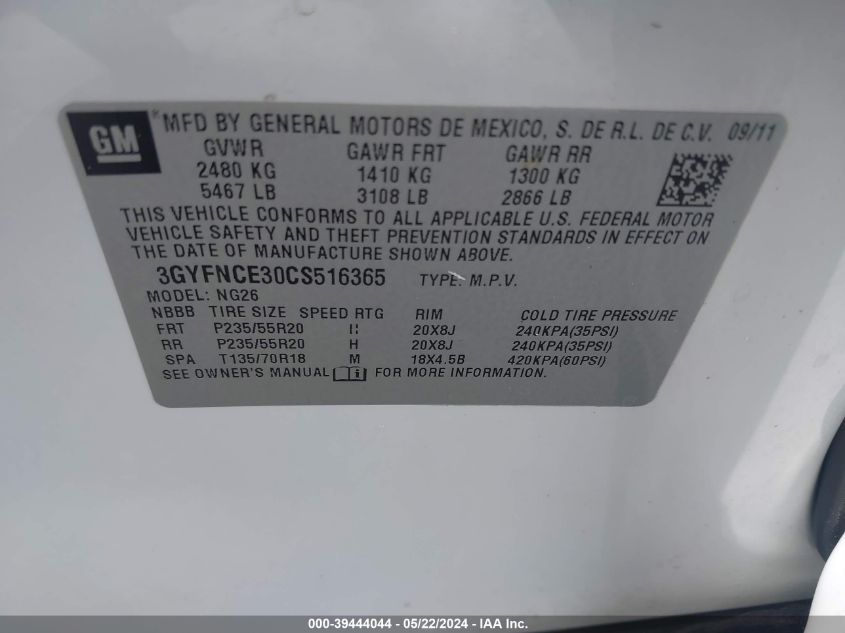 GM
*MFD BY GENERAL MOTORS DE MEXICO, S. DE R.L. DE C.V. 09/11
GVWR GAWR FRT GAWR RR
2480 KG 1410 KG 1300 KG
5467 LB 3108 LB 2866 LB
THIS VEHICLE CONFORMS TO ALL APPLICABLE U.S. FEDERAL MOTOR
VEHICLE SAFETY AND THEFT PREVENTION STANDARDS IN EFFECT ON
THE DATE OF MANUFACTURE SHOWN ABOVE.
3GYFNCE30CS516365 TYPE: M.P.V.
MODEL: NG26
NBBB TIRE SIZE SPEED RTG RIM COLD TIRE PRESSURE
FRT P235/55R20 H 20X8J 240KPA(35PSI)
RR P235/55R20 H 20X8J 240KPA(35PSI)
SPA T135/70R18 M 18X4.5B 420KPA(60PSI)
SEE OWNER'S MANUAL FOR MORE INFORMATION.
000-39444044 - 05/22/2024 - IAA Inc.